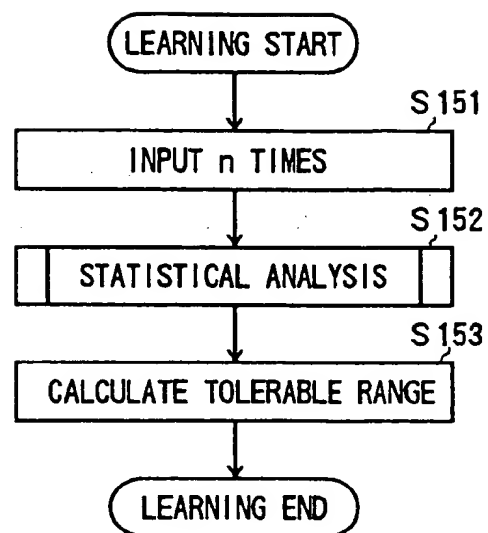 LEARNING START
S151
INPUT n TIMES
S152
STATISTICAL ANALYSIS
S153
CALCULATE TOLERABLE RANGE
LEARNING END